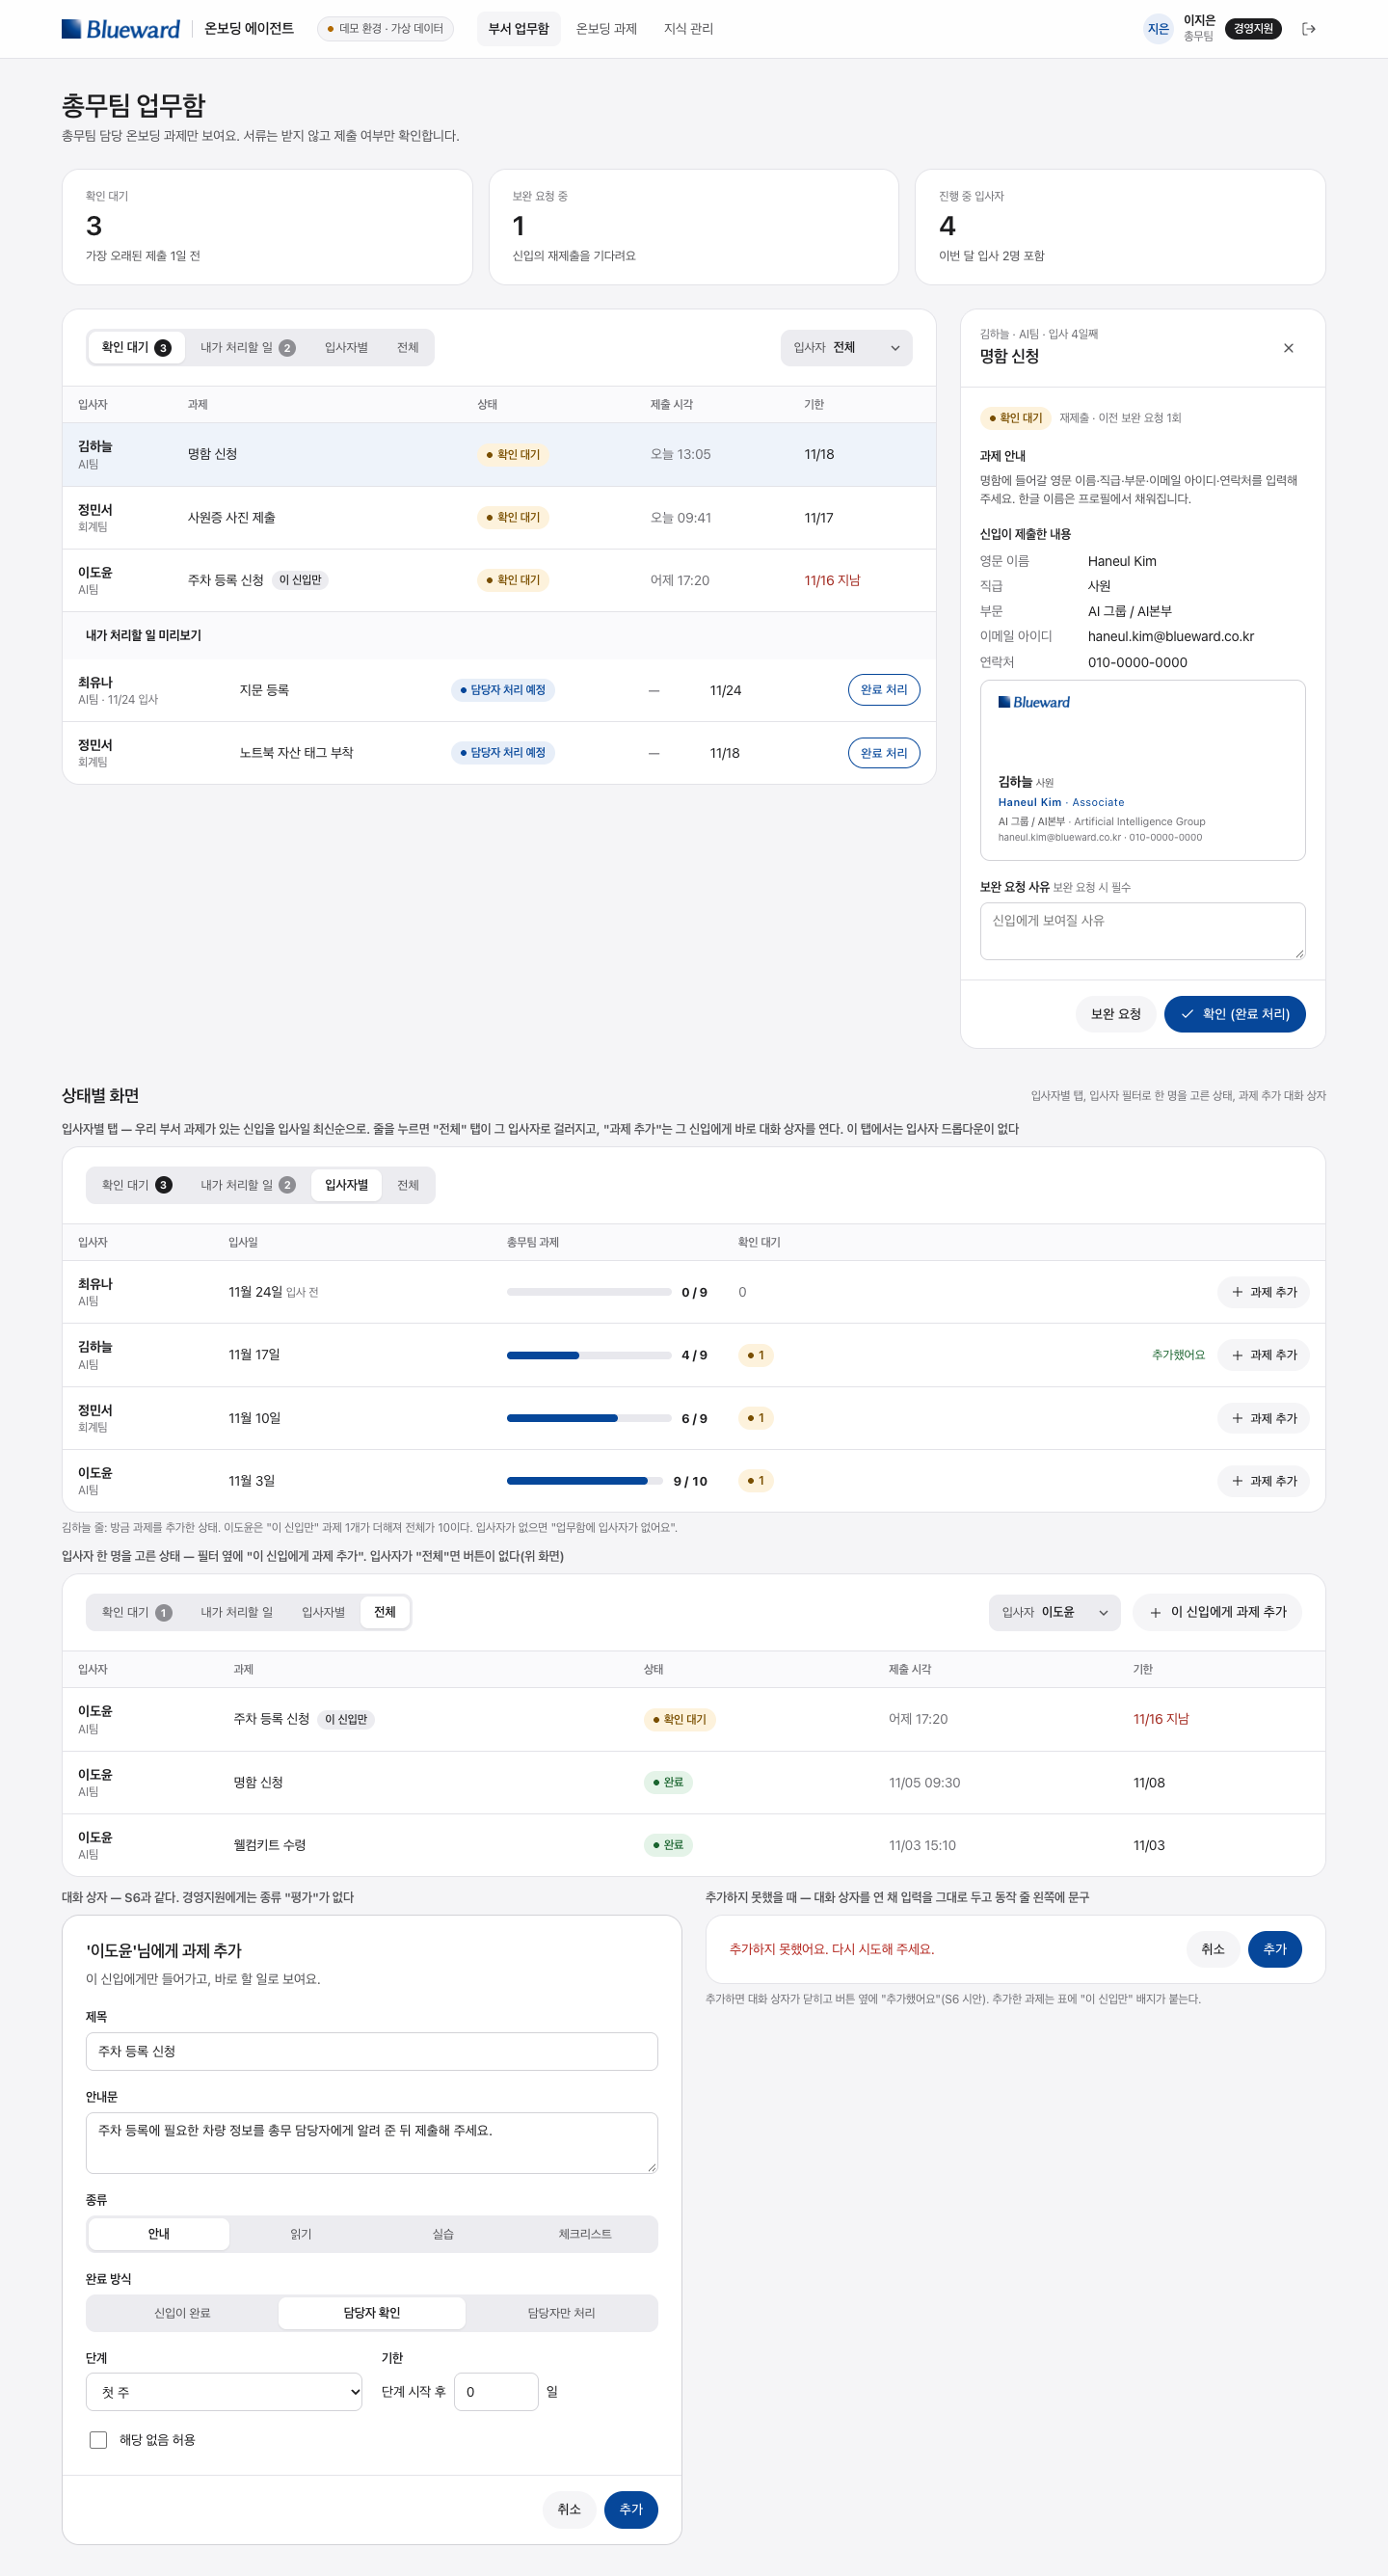 Blueward
온보딩 에이전트
데모 환경 · 가상 데이터
부서 업무함
온보딩 과제
지식 관리
지은
이지은
총무팀
경영지원
총무팀 업무함
총무팀 담당 온보딩 과제만 보여요. 서류는 받지 않고 제출 여부만 확인합니다.
확인 대기
3
가장 오래된 제출 1일 전
보완 요청 중
1
신입의 재제출을 기다려요
진행 중 입사자
4
이번 달 입사 2명 포함
확인 대기 3
내가 처리할 일 2
입사자별
전체
입사자 전체
입사자 과제 상태 제출 시각 기한
김하늘
AI팀
명함 신청
확인 대기
오늘 13:05
11/18
정민서
회계팀
사원증 사진 제출
확인 대기
오늘 09:41
11/17
이도윤
AI팀
주차 등록 신청 이 신입만
확인 대기
어제 17:20
11/16 지남
내가 처리할 일 미리보기
최유나
AI팀 · 11/24 입사
지문 등록
담당자 처리 예정
—
11/24
완료 처리
정민서
회계팀
노트북 자산 태그 부착
담당자 처리 예정
—
11/18
완료 처리
김하늘 · AI팀 · 입사 4일째
명함 신청
확인 대기
재제출 · 이전 보완 요청 1회
과제 안내
명함에 들어갈 영문 이름·직급·부문·이메일 아이디·연락처를 입력해
주세요. 한글 이름은 프로필에서 채워집니다.
신입이 제출한 내용
영문 이름 Haneul Kim
직급 사원
부문 AI 그룹 / AI본부
이메일 아이디 haneul.kim@blueward.co.kr
연락처 010-0000-0000
Blueward
김하늘 사원
Haneul Kim · Associate
AI 그룹 / AI본부 · Artificial Intelligence Group
haneul.kim@blueward.co.kr · 010-0000-0000
보완 요청 사유 보완 요청 시 필수
신입에게 보여질 사유
보완 요청
확인 (완료 처리)
상태별 화면
입사자별 탭, 입사자 필터로 한 명을 고른 상태, 과제 추가 대화 상자
입사자별 탭 — 우리 부서 과제가 있는 신입을 입사일 최신순으로. 줄을 누르면 "전체" 탭이 그 입사자로 걸러지고, "과제 추가"는 그 신입에게 바로 대화 상자를 연다. 이 탭에서는 입사자 드롭다운이 없다
확인 대기 3
내가 처리할 일 2
입사자별
전체
입사자 입사일 총무팀 과제 확인 대기
최유나
AI팀
11월 24일 입사 전
0 / 9
0
과제 추가
김하늘
AI팀
11월 17일
4 / 9
1
추가했어요
과제 추가
정민서
회계팀
11월 10일
6 / 9
1
과제 추가
이도윤
AI팀
11월 3일
9 / 10
1
과제 추가
김하늘 줄: 방금 과제를 추가한 상태. 이도윤은 "이 신입만" 과제 1개가 더해져 전체가 10이다. 입사자가 없으면 "업무함에 입사자가 없어요".
입사자 한 명을 고른 상태 — 필터 옆에 "이 신입에게 과제 추가". 입사자가 "전체"면 버튼이 없다(위 화면)
확인 대기 1
내가 처리할 일
입사자별
전체
입사자 이도윤
이 신입에게 과제 추가
입사자 과제 상태 제출 시각 기한
이도윤
AI팀
주차 등록 신청 이 신입만
확인 대기
어제 17:20
11/16 지남
이도윤
AI팀
명함 신청
완료
11/05 09:30
11/08
이도윤
AI팀
웰컴키트 수령
완료
11/03 15:10
11/03
대화 상자 — S6과 같다. 경영지원에게는 종류 "평가"가 없다
'이도윤'님에게 과제 추가
이 신입에게만 들어가고, 바로 할 일로 보여요.
제목
주차 등록 신청
안내문
주차 등록에 필요한 차량 정보를 총무 담당자에게 알려 준 뒤 제출해 주세요.
종류
안내 읽기 실습 체크리스트
완료 방식
신입이 완료 담당자 확인 담당자만 처리
단계 기한
첫 주
단계 시작 후 0 일
해당 없음 허용
취소
추가
추가하지 못했을 때 — 대화 상자를 연 채 입력을 그대로 두고 동작 줄 왼쪽에 문구
추가하지 못했어요. 다시 시도해 주세요.
취소
추가
추가하면 대화 상자가 닫히고 버튼 옆에 "추가했어요"(S6 시안). 추가한 과제는 표에 "이 신입만" 배지가 붙는다.